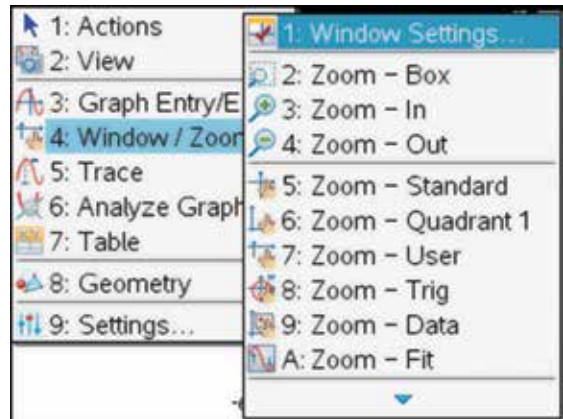 1: Actions
2: View
3: Graph Entry/E
4: Window / Zoor
5: Trace
6: Analyze Graph
7: Table
8: Geometry
9: Settings...
1: Window Settings...
2: Zoom – Box
3: Zoom – In
4: Zoom – Out
5: Zoom – Standard
6: Zoom – Quadrant 1
7: Zoom – User
8: Zoom – Trig
9: Zoom – Data
A: Zoom – Fit